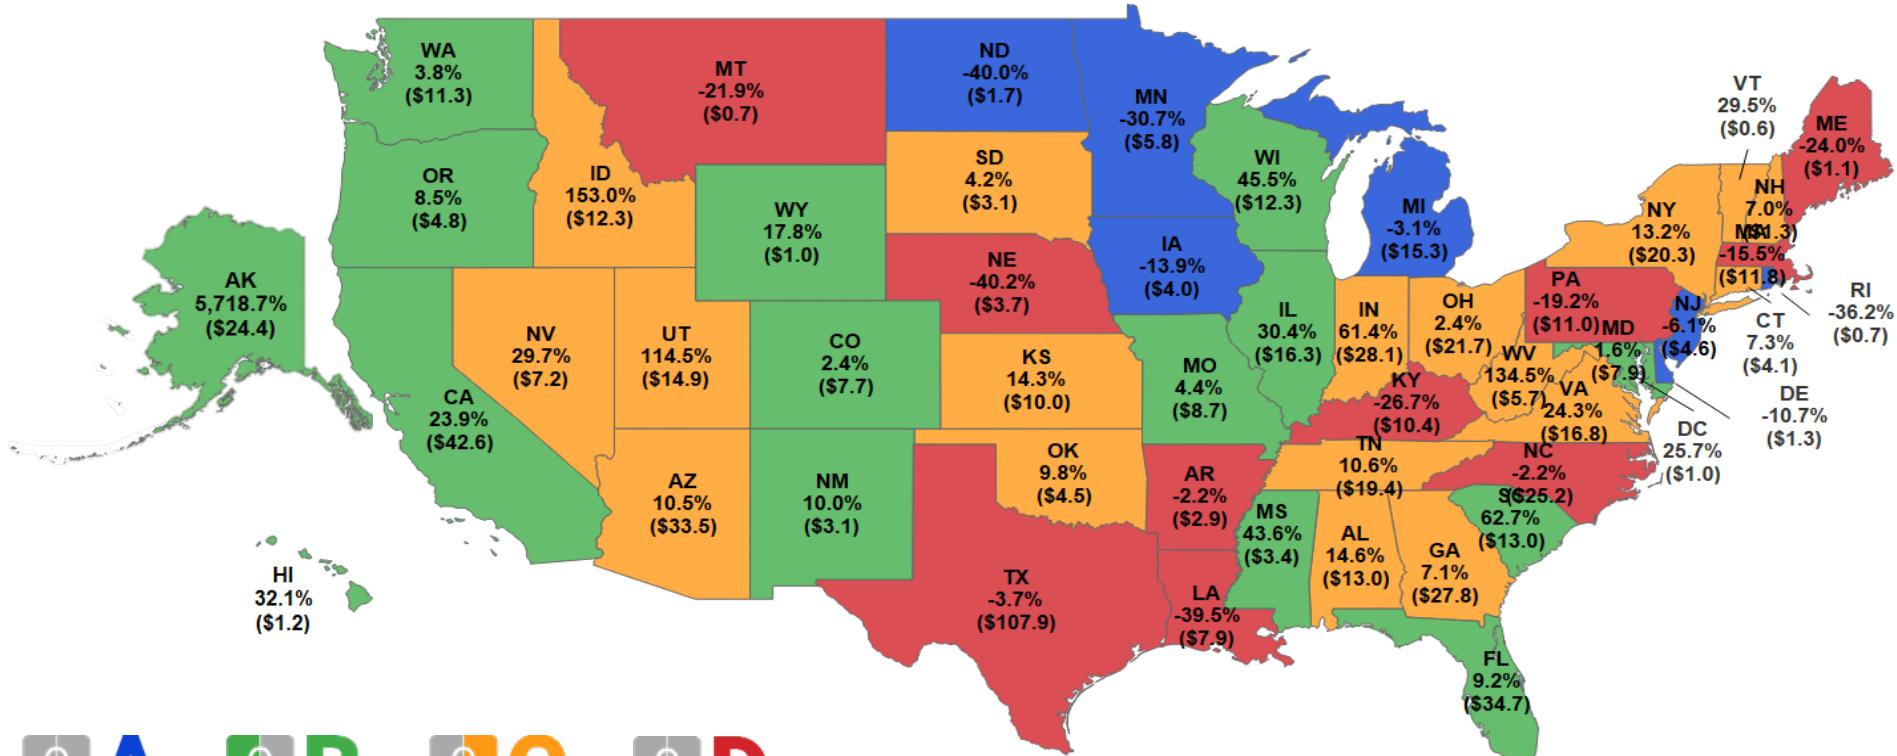 WA
3.8%
($11.3)
MT
-21.9%
($0.7)
ND
-40.0%
($1.7)
MN
-30.7%
($5.8)
VT
29.5%
($0.6)
ME
-24.0%
($1.1)
OR
8.5%
($4.8)
ID
153.0%
($12.3)
WY
17.8%
($1.0)
SD
4.2%
($3.1)
WI
45.5%
($12.3)
MI
-3.1%
($15.3)
NY
13.2%
($20.3)
NH
7.0%
($1.3)
MA
-15.5%
($11.8)
AK
5,718.7%
($24.4)
NE
-40.2%
($3.7)
IA
-13.9%
($4.0)
PA
-19.2%
($11.0)
NJ
-6.1%
($4.6)
RI
-36.2%
($0.7)
CT
7.3%
($4.1)
NV
29.7%
($7.2)
UT
114.5%
($14.9)
CO
2.4%
($7.7)
KS
14.3%
($10.0)
MO
4.4%
($8.7)
IL
30.4%
($16.3)
IN
61.4%
($28.1)
OH
2.4%
($21.7)
WV
134.5%
($5.7)
MD
1.6%
($7.9)
VA
24.3%
($16.8)
KY
-26.7%
($10.4)
DE
-10.7%
($1.3)
DC
25.7%
($1.0)
CA
23.9%
($42.6)
AZ
10.5%
($33.5)
NM
10.0%
($3.1)
OK
9.8%
($4.5)
AR
-2.2%
($2.9)
TN
10.6%
($19.4)
NC
-2.2%
($25.2)
62.7%
($13.0)
MS
43.6%
($3.4)
AL
14.6%
($13.0)
GA
7.1%
($27.8)
HI
32.1%
($1.2)
TX
-3.7%
($107.9)
LA
-39.5%
($7.9)
FL
9.2%
($34.7)